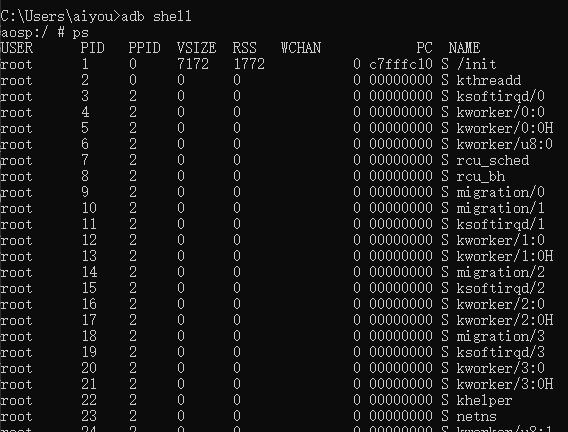 C:\Users\aiyou>adb shell
aosp:/ # ps
USER PID PPID VSIZE RSS WCHAN PC NAME
root 1 0 7172 1772 0 c7fffc10 S /init
root 2 0 0 0 0 00000000 S kthreadd
root 3 2 0 0 0 00000000 S ksoftirqd/0
root 4 2 0 0 0 00000000 S kworker/0:0
root 5 2 0 0 0 00000000 S kworker/0:0H
root 6 2 0 0 0 00000000 S kworker/u8:0
root 7 2 0 0 0 00000000 S rcu_sched
root 8 2 0 0 0 00000000 S rcu_bh
root 9 2 0 0 0 00000000 S migration/0
root 10 2 0 0 0 00000000 S migration/1
root 11 2 0 0 0 00000000 S ksoftirqd/1
root 12 2 0 0 0 00000000 S kworker/1:0
root 13 2 0 0 0 00000000 S kworker/1:0H
root 14 2 0 0 0 00000000 S migration/2
root 15 2 0 0 0 00000000 S ksoftirqd/2
root 16 2 0 0 0 00000000 S kworker/2:0
root 17 2 0 0 0 00000000 S kworker/2:0H
root 18 2 0 0 0 00000000 S migration/3
root 19 2 0 0 0 00000000 S ksoftirqd/3
root 20 2 0 0 0 00000000 S kworker/3:0
root 21 2 0 0 0 00000000 S kworker/3:0H
root 22 2 0 0 0 00000000 S khelper
root 23 2 0 0 0 00000000 S netns
root 24 2 0 0 0 00000000 S kworker/u8:1